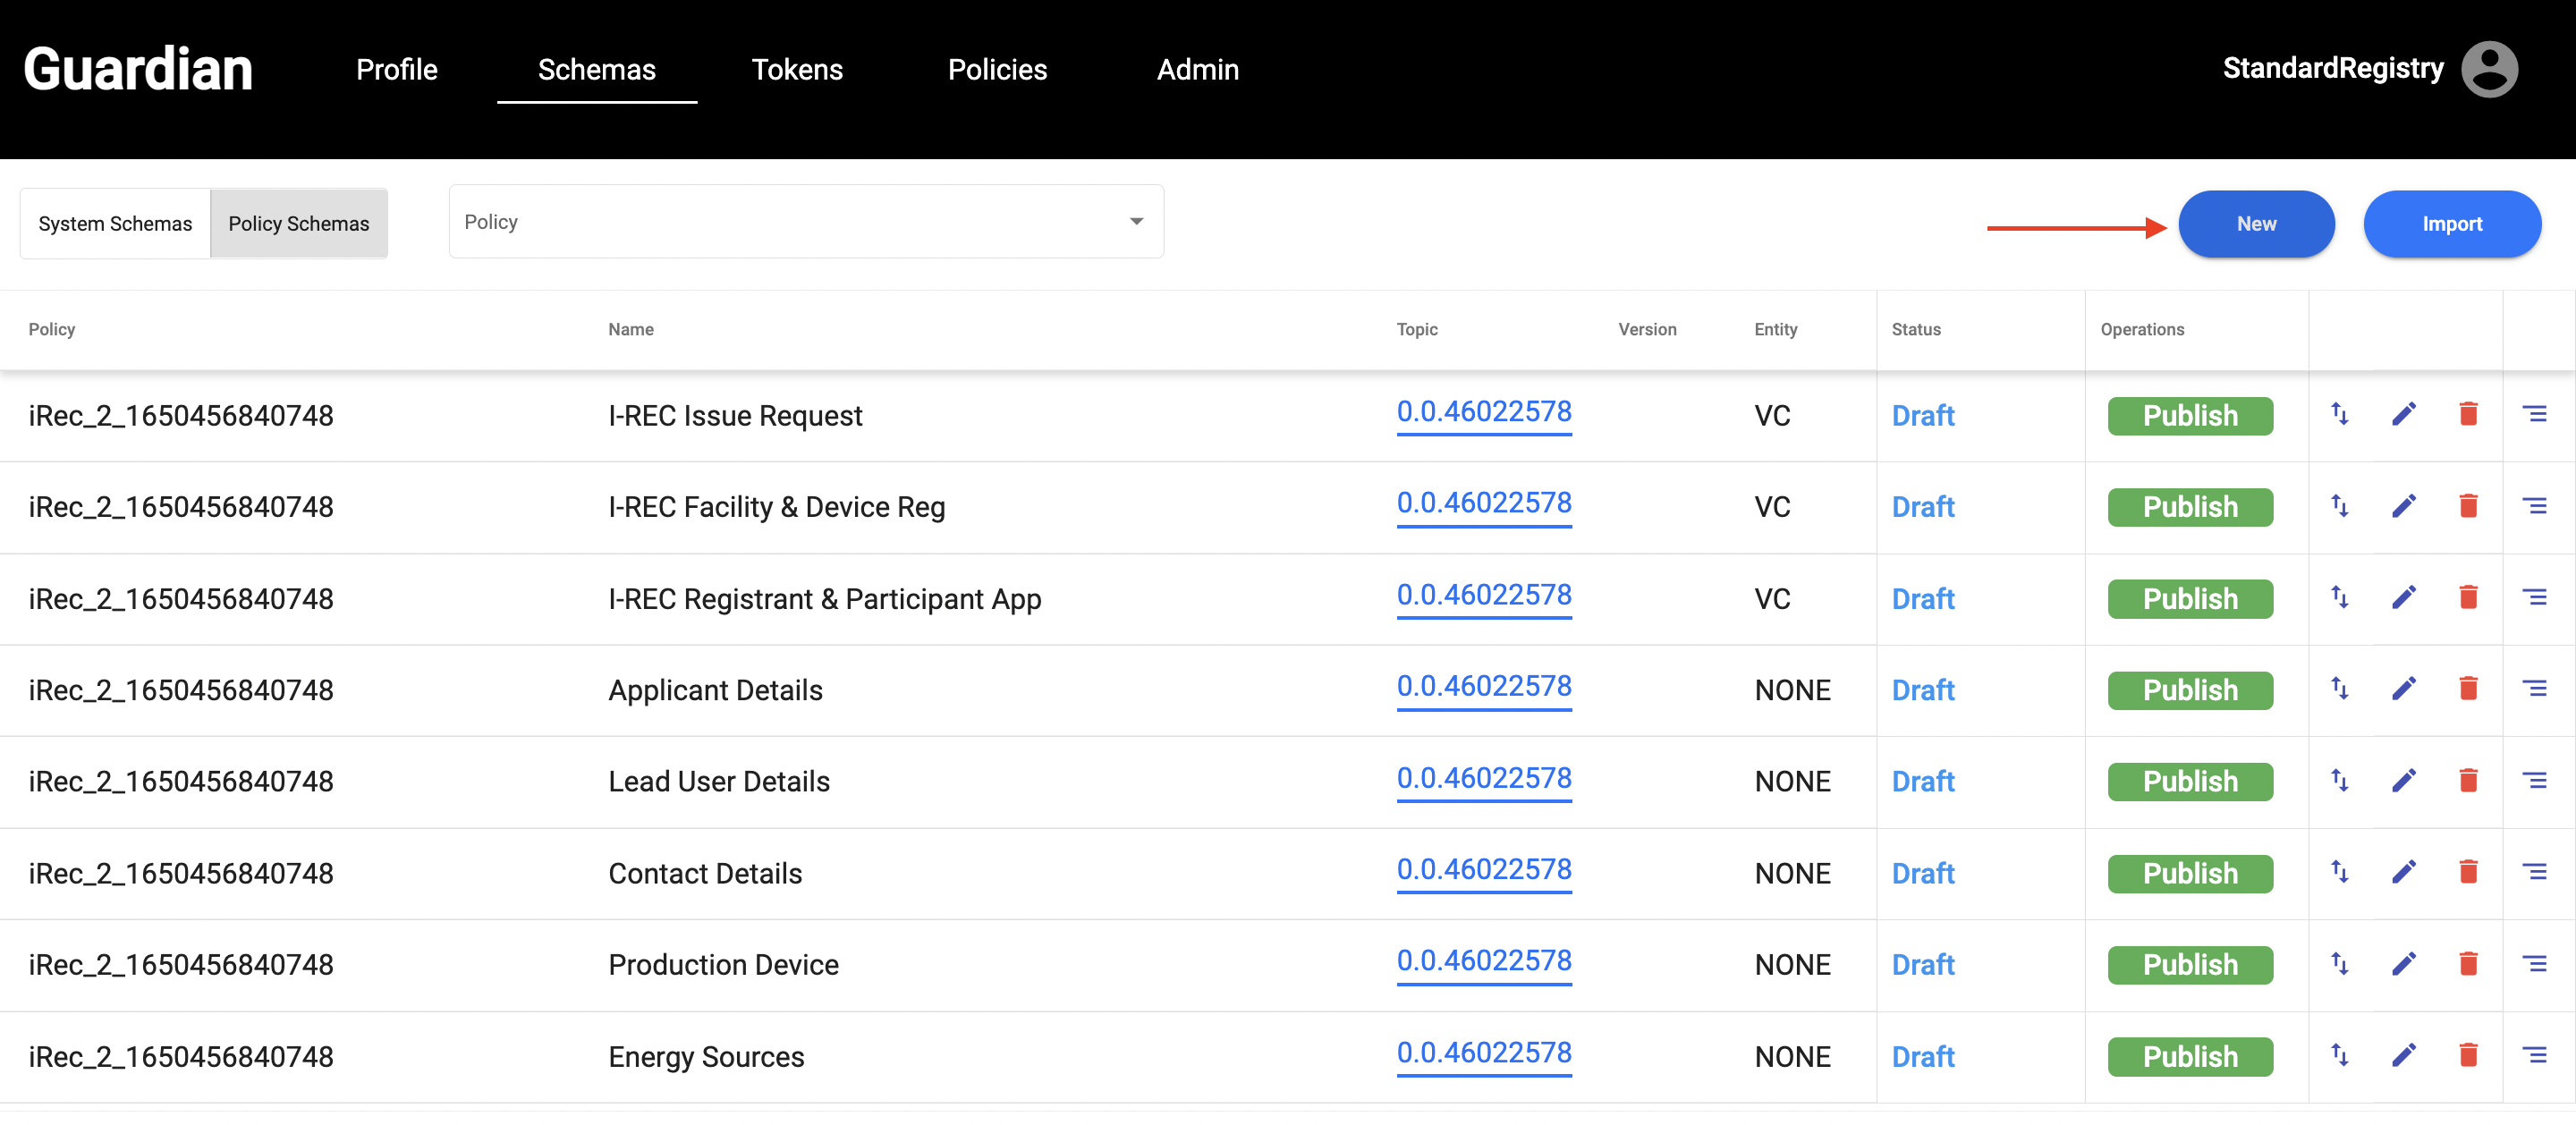 Guardian Profile Schemas Tokens Policies Admin StandardRegistry
System Schemas Policy Schemas Policy New Import
Policy Name Topic Version Entity Status Operations
iRec_2_1650456840748 I-REC Issue Request 0.0.46022578 VC Draft Publish
iRec_2_1650456840748 I-REC Facility & Device Reg 0.0.46022578 VC Draft Publish
iRec_2_1650456840748 I-REC Registrant & Participant App 0.0.46022578 VC Draft Publish
iRec_2_1650456840748 Applicant Details 0.0.46022578 NONE Draft Publish
iRec_2_1650456840748 Lead User Details 0.0.46022578 NONE Draft Publish
iRec_2_1650456840748 Contact Details 0.0.46022578 NONE Draft Publish
iRec_2_1650456840748 Production Device 0.0.46022578 NONE Draft Publish
iRec_2_1650456840748 Energy Sources 0.0.46022578 NONE Draft Publish